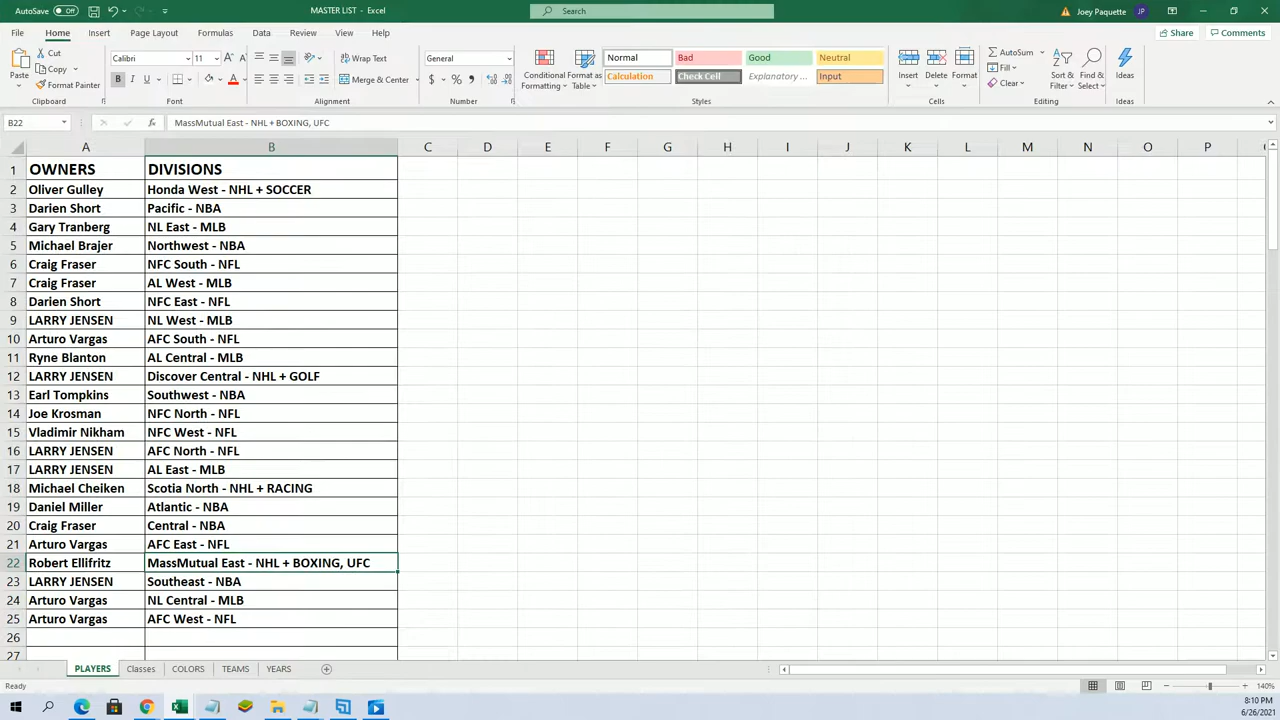 AutoSave Off MASTER LIST - Excel Search Joey Paquette JP
File Home Insert Page Layout Formulas Data Review View Help Share Comments
Paste Cut Copy Format Painter Clipboard
Calibri 11 B I U A A A Font
Wrap Text Merge & Center Alignment
General $ % Number
Conditional Formatting Format as Table
Normal Bad Good Neutral
Calculation Check Cell Explanatory ... Input
Styles
Insert Delete Format Cells
AutoSum Fill Clear Sort & Filter Find & Select Editing
Ideas Ideas
B22 fx MassMutual East - NHL + BOXING, UFC
A B C D E F G H I J K L M N O P
1 OWNERS DIVISIONS
2 Oliver Gulley Honda West - NHL + SOCCER
3 Darien Short Pacific - NBA
4 Gary Tranberg NL East - MLB
5 Michael Brajer Northwest - NBA
6 Craig Fraser NFC South - NFL
7 Craig Fraser AL West - MLB
8 Darien Short NFC East - NFL
9 LARRY JENSEN NL West - MLB
10 Arturo Vargas AFC South - NFL
11 Ryne Blanton AL Central - MLB
12 LARRY JENSEN Discover Central - NHL + GOLF
13 Earl Tompkins Southwest - NBA
14 Joe Krosman NFC North - NFL
15 Vladimir Nikham NFC West - NFL
16 LARRY JENSEN AFC North - NFL
17 LARRY JENSEN AL East - MLB
18 Michael Cheiken Scotia North - NHL + RACING
19 Daniel Miller Atlantic - NBA
20 Craig Fraser Central - NBA
21 Arturo Vargas AFC East - NFL
22 Robert Ellifritz MassMutual East - NHL + BOXING, UFC
23 LARRY JENSEN Southeast - NBA
24 Arturo Vargas NL Central - MLB
25 Arturo Vargas AFC West - NFL
26
27
PLAYERS Classes COLORS TEAMS YEARS
Ready 140%
8:10 PM
6/26/2021